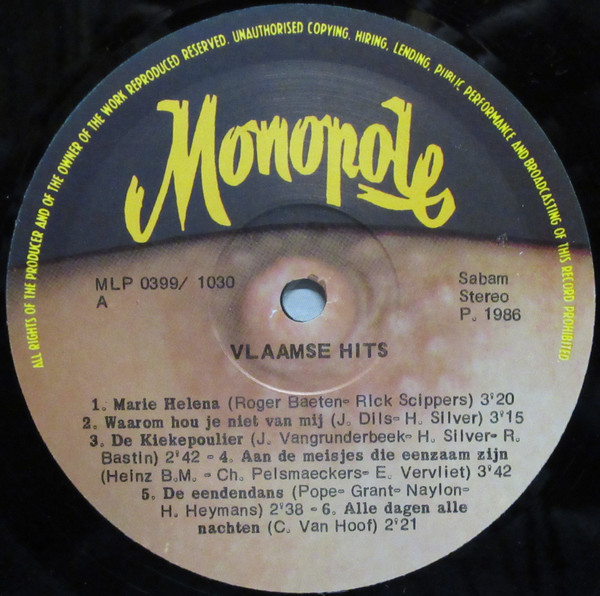 ALL RIGHTS OF THE PRODUCER AND OF THE OWNER OF THE WORK REPRODUCED RESERVED. UNAUTHORISED COPYING, HIRING, LENDING, PUBLIC PERFORMANCE AND BROADCASTING OF THIS RECORD PROHIBITED
Monopole
MLP 0399/ 1030
A
Sabam
Stereo
P. 1986
VLAAMSE HITS
1. Marie Helena (Roger Baeten- Rick Scippers) 3'20
2. Waarom hou je niet van mij (J. Dils- H. Silver) 3'15
3. De Kiekepoulier (J. Vangrunderbeek- H. Silver- R.
Bastin) 2'42 - 4. Aan de meisjes die eenzaam zijn
(Heinz B.M. - Ch. Pelsmaeckers- E. Vervliet) 3'42
5. De eendendans (Pope- Grant- Naylon-
H. Heymans) 2'38 - 6. Alle dagen alle
nachten (C. Van Hoof) 2'21